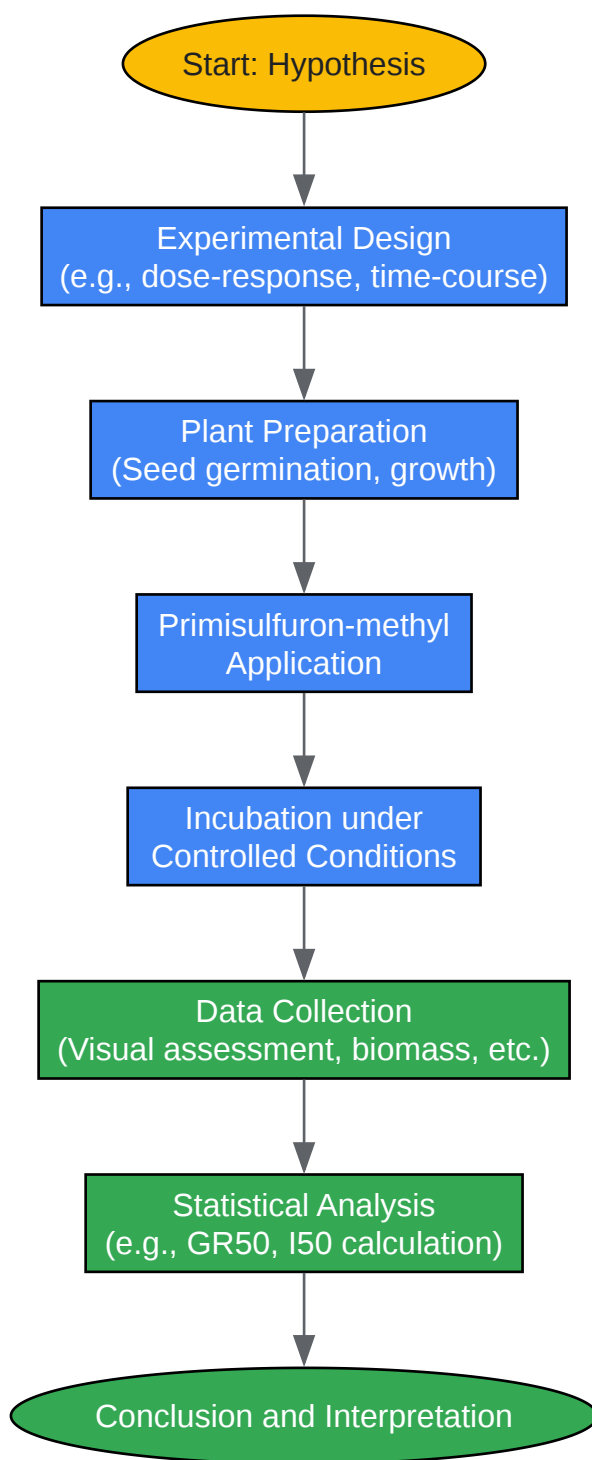 Start: Hypothesis
Experimental Design
(e.g., dose-response, time-course)
Plant Preparation
(Seed germination, growth)
Primisulfuron-methyl
Application
Incubation under
Controlled Conditions
Data Collection
(Visual assessment, biomass, etc.)
Statistical Analysis
(e.g., GR50, I50 calculation)
Conclusion and Interpretation